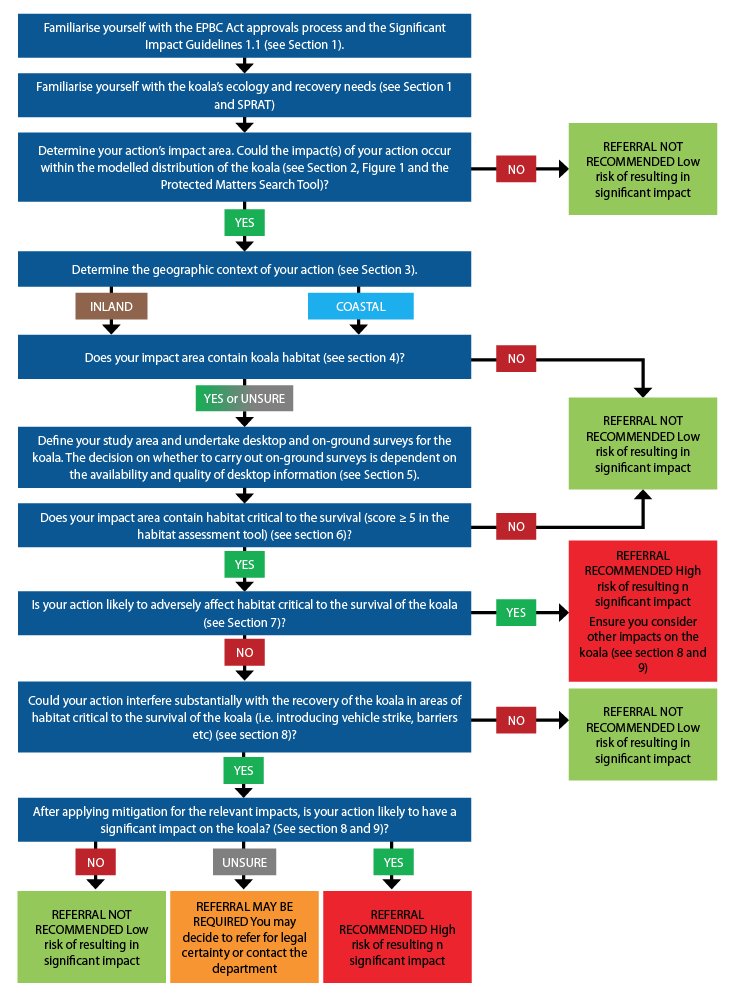 Familiarise yourself with the EPBC Act approvals process and the Significant
Impact Guidelines 1.1 (see Section 1).
Familiarise yourself with the koala's ecology and recovery needs (see Section 1
and SPRAT)
Determine your action's impact area. Could the impact(s) of your action occur
within the modelled distribution of the koala (see Section 2, Figure 1 and the
Protected Matters Search Tool)?
NO
REFERRAL NOT
RECOMMENDED Low
risk of resulting in
significant impact
YES
Determine the geographic context of your action (see Section 3).
INLAND
COASTAL
Does your impact area contain koala habitat (see section 4)?
NO
YES or UNSURE
REFERRAL NOT
RECOMMENDED Low
risk of resulting in
significant impact
Define your study area and undertake desktop and on-ground surveys for the
koala. The decision on whether to carry out on-ground surveys is dependent on
the availability and quality of desktop information (see Section 5).
Does your impact area contain habitat critical to the survival (score ≥ 5 in the
habitat assessment tool) (see section 6)?
NO
YES
Is your action likely to adversely affect habitat critical to the survival of the koala
(see Section 7)?
YES
REFERRAL
RECOMMENDED High
risk of resulting n
significant impact
Ensure you consider
other impacts on the
koala (see section 8 and
9)
NO
Could your action interfere substantially with the recovery of the koala in areas of
habitat critical to the survival of the koala (i.e. introducing vehicle strike, barriers
etc) (see section 8)?
NO
REFERRAL NOT
RECOMMENDED Low
risk of resulting in
significant impact
YES
After applying mitigation for the relevant impacts, is your action likely to have a
significant impact on the koala? (See section 8 and 9)?
NO
UNSURE
YES
REFERRAL NOT
RECOMMENDED Low
risk of resulting in
significant impact
REFERRAL MAY BE
REQUIRED You may
decide to refer for legal
certainty or contact the
department
REFERRAL
RECOMMENDED High
risk of resulting n
significant impact